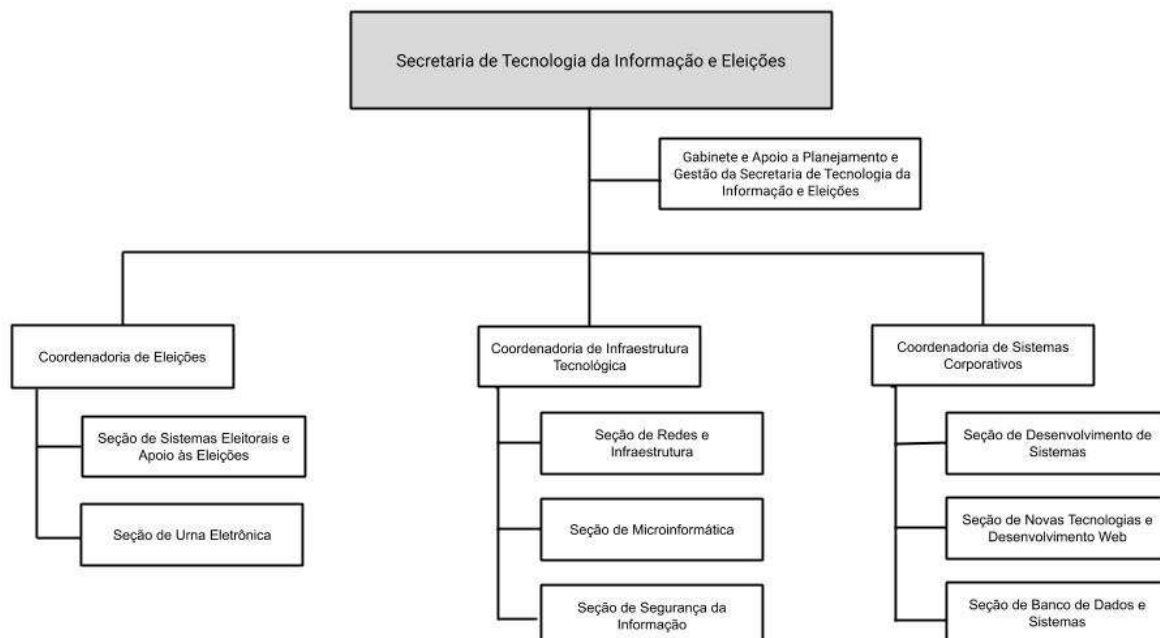 Secretaria de Tecnologia da Informação e Eleições
Gabinete e Apoio a Planejamento e
Gestão da Secretaria de Tecnologia da
Informação e Eleições
Coordenadoria de Eleições
Seção de Sistemas Eleitorais e
Apoio às Eleições
Seção de Urna Eletrônica
Coordenadoria de Infraestrutura
Tecnológica
Seção de Redes e
Infraestrutura
Seção de Microinformática
Seção de Segurança da
Informação
Coordenadoria de Sistemas
Corporativos
Seção de Desenvolvimento de
Sistemas
Seção de Novas Tecnologias e
Desenvolvimento Web
Seção de Banco de Dados e
Sistemas